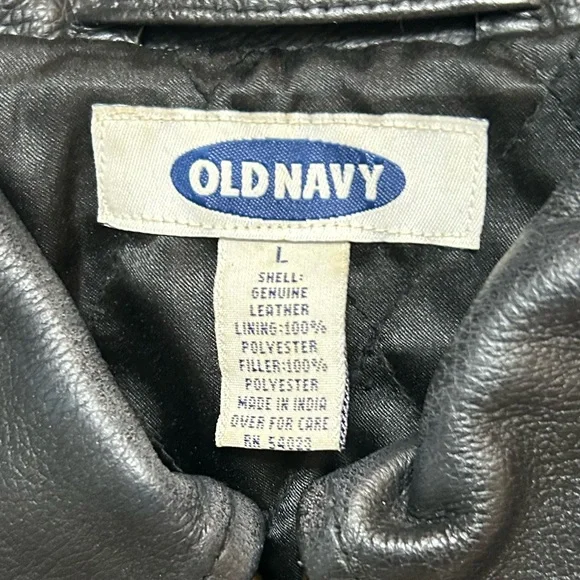 OLD NAVY
L
SHELL:
GENUINE
LEATHER
LINING:100%
POLYESTER
FILLER:100%
POLYESTER
MADE IN INDIA
OVER FOR CARE
RN 54023